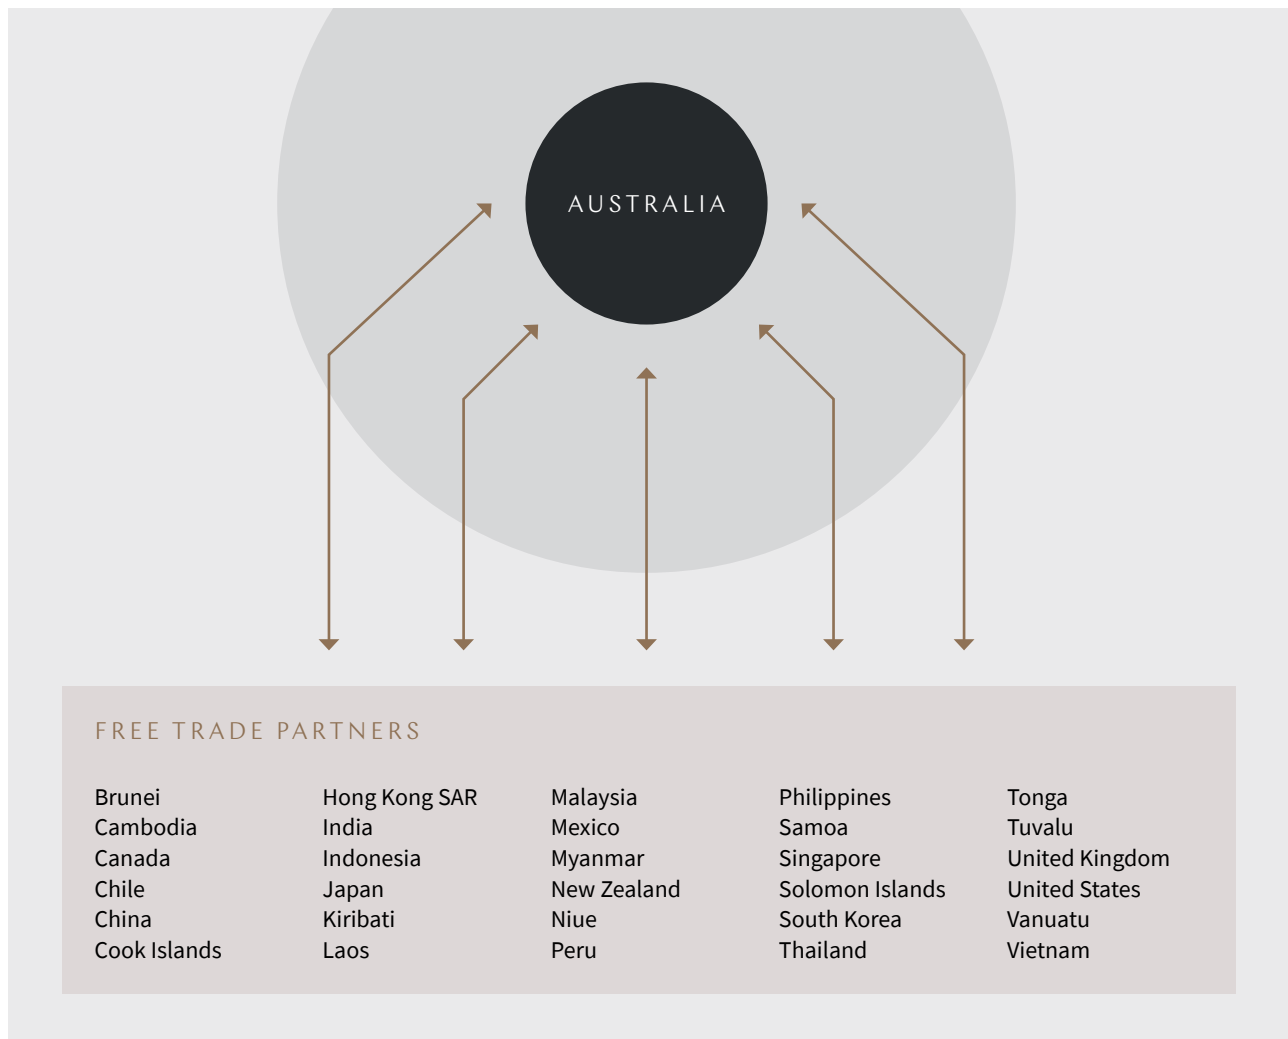 AUSTRALIA
FREE TRADE PARTNERS
Brunei
Cambodia
Canada
Chile
China
Cook Islands
Hong Kong SAR
India
Indonesia
Japan
Kiribati
Laos
Malaysia
Mexico
Myanmar
New Zealand
Niue
Peru
Philippines
Samoa
Singapore
Solomon Islands
South Korea
Thailand
Tonga
Tuvalu
United Kingdom
United States
Vanuatu
Vietnam